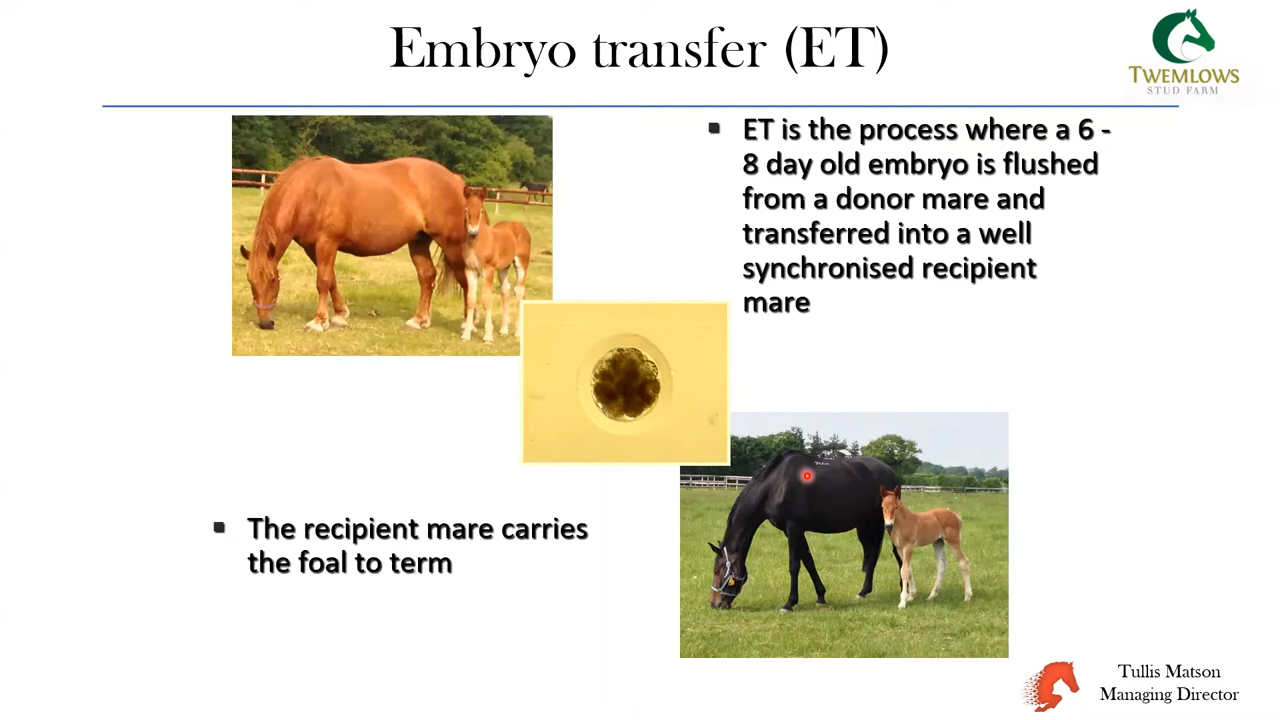 Embryo transfer (ET)
TWEMLOWS
STUD FARM
▪ ET is the process where a 6 -
8 day old embryo is flushed
from a donor mare and
transferred into a well
synchronised recipient
mare
▪ The recipient mare carries
the foal to term
Tullis Matson
Managing Director